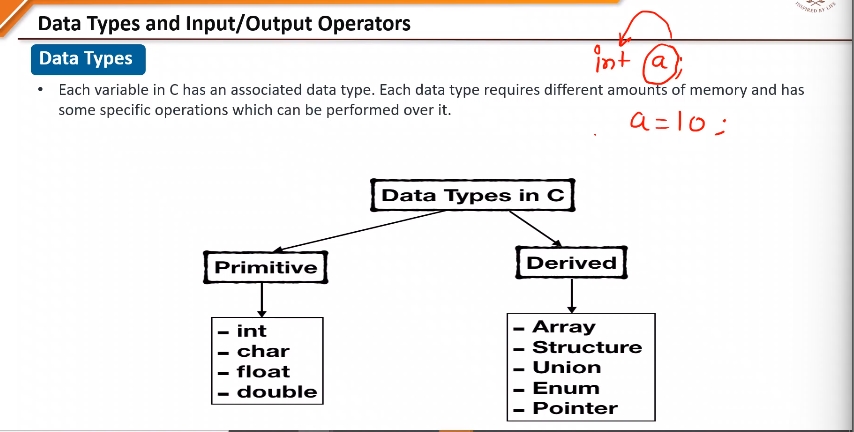 Data Types and Input/Output Operators
Data Types
int a;
• Each variable in C has an associated data type. Each data type requires different amounts of memory and has
some specific operations which can be performed over it.
a=10;
Data Types in C
Primitive
Derived
- int
- char
- float
- double
- Array
- Structure
- Union
- Enum
- Pointer